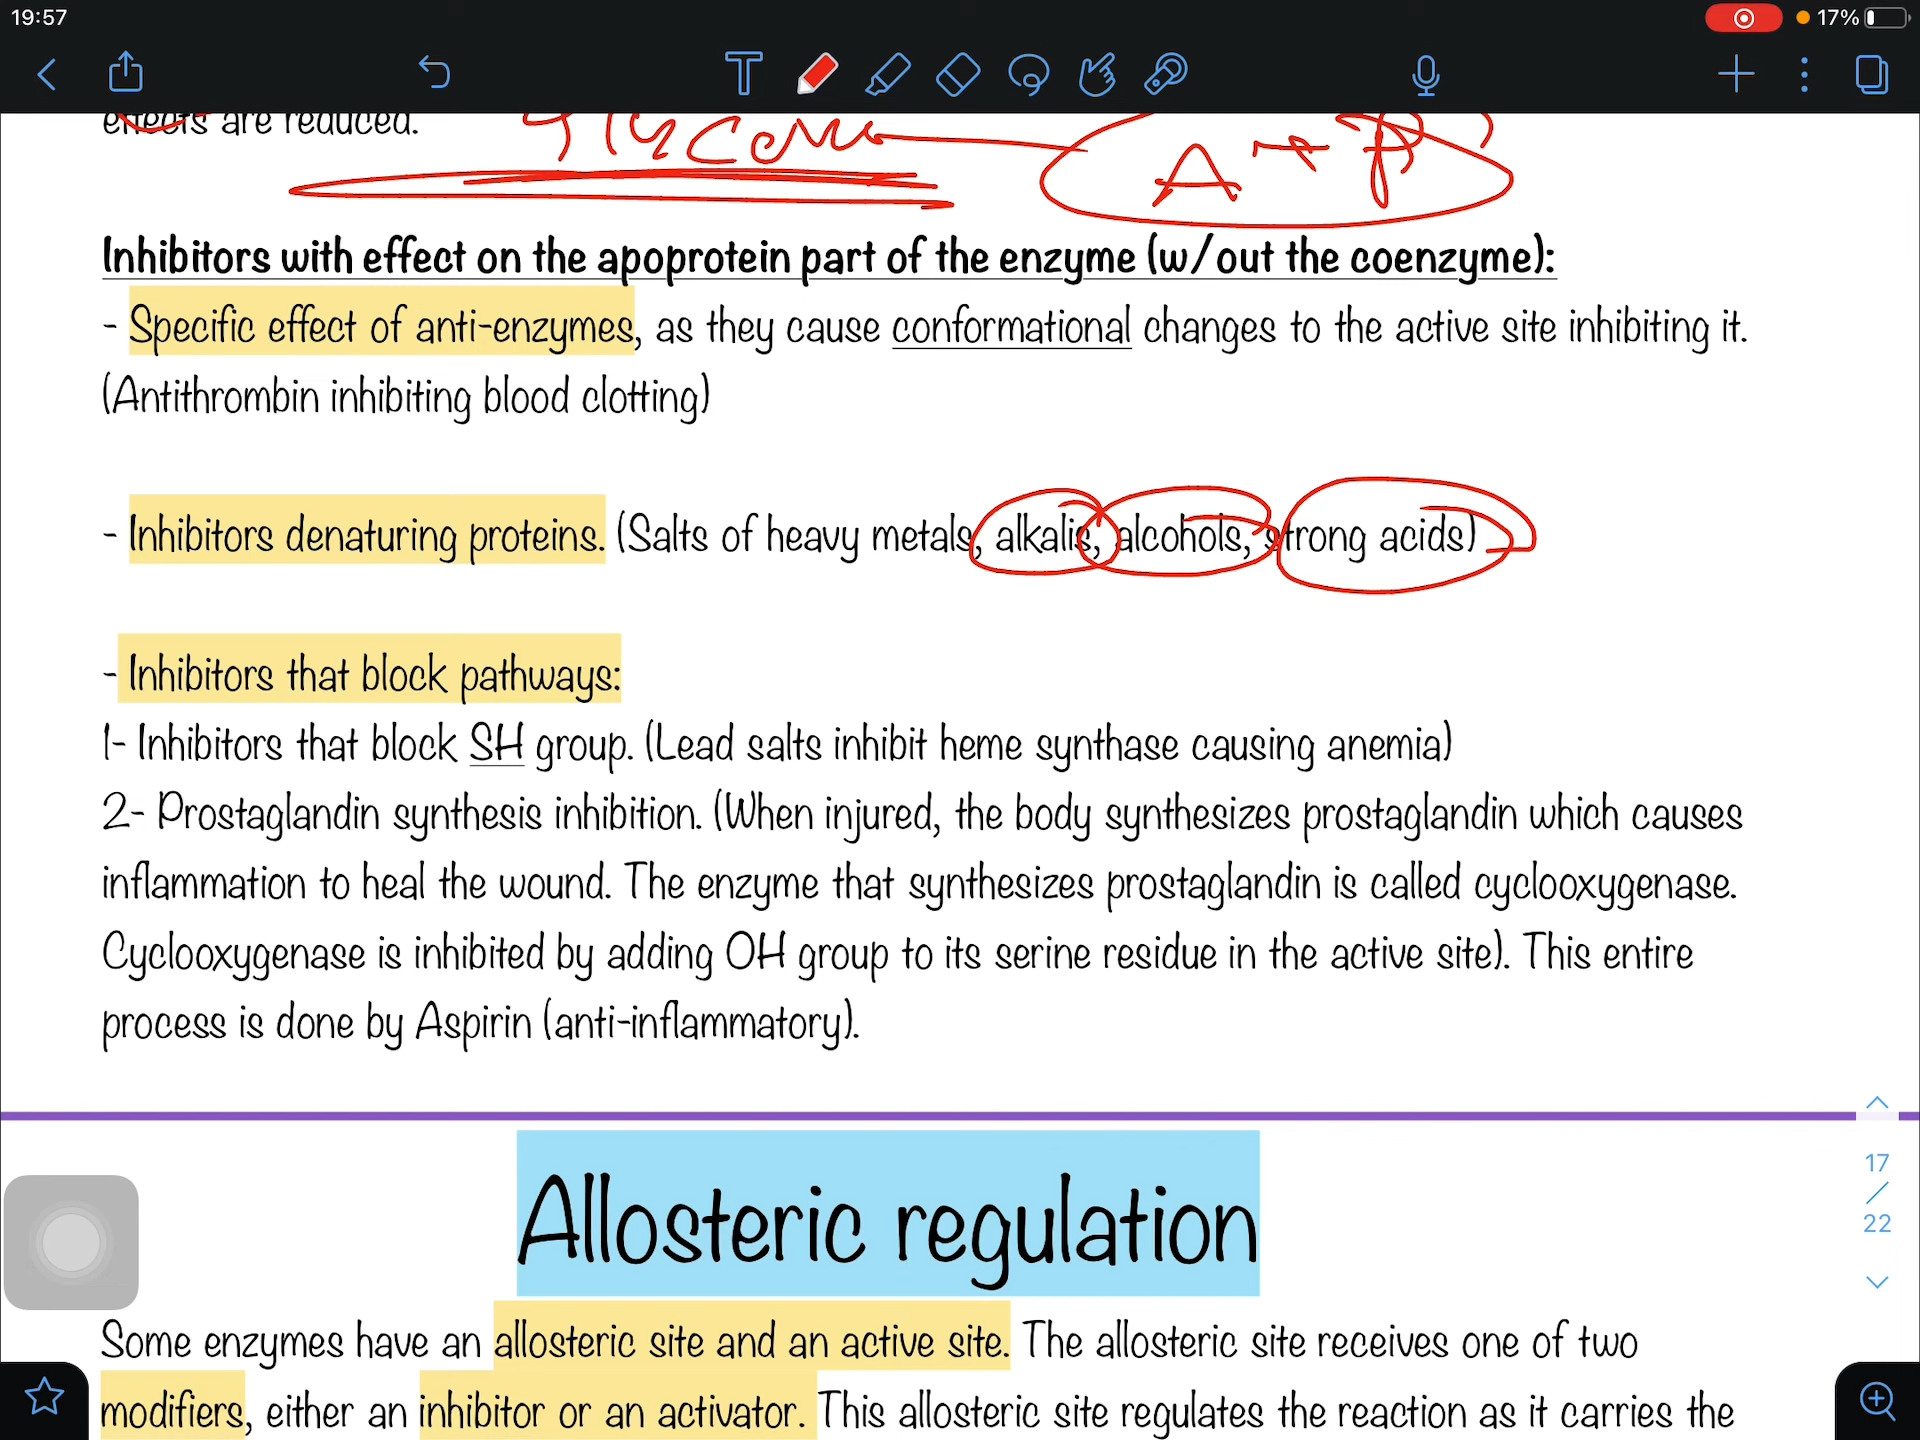 19:57
17%
effects are reduced.
A
Inhibitors with effect on the apoprotein part of the enzyme (w/out the coenzyme):
- Specific effect of anti-enzymes, as they cause conformational changes to the active site inhibiting it.
(Antithrombin inhibiting blood clotting)
- Inhibitors denaturing proteins. (Salts of heavy metals, alkalis, alcohols, strong acids)
- Inhibitors that block pathways:
1- Inhibitors that block SH group. (Lead salts inhibit heme synthase causing anemia)
2- Prostaglandin synthesis inhibition. (When injured, the body synthesizes prostaglandin which causes
inflammation to heal the wound. The enzyme that synthesizes prostaglandin is called cyclooxygenase.
Cyclooxygenase is inhibited by adding OH group to its serine residue in the active site). This entire
process is done by Aspirin (anti-inflammatory).
Allosteric regulation
17
/
22
Some enzymes have an allosteric site and an active site. The allosteric site receives one of two
modifiers, either an inhibitor or an activator. This allosteric site regulates the reaction as it carries the